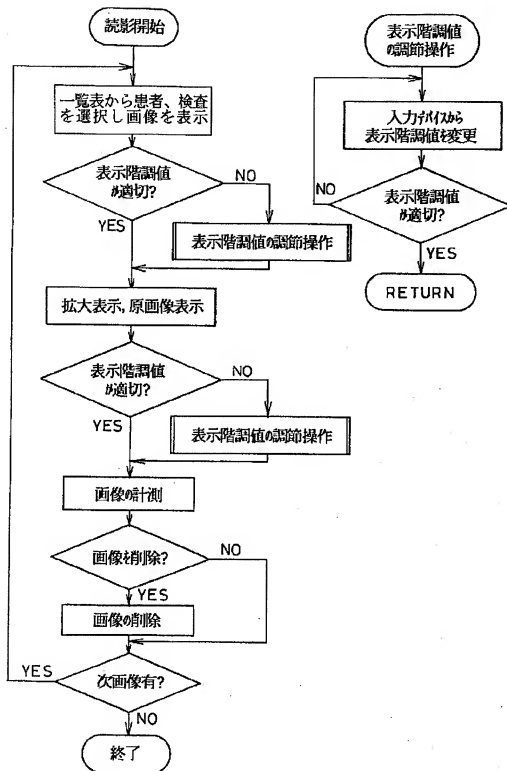 読影開始
一覧表から患者、検査
を選択し画像を表示
表示階調値
が適切?
NO
YES
表示階調値の調節操作
拡大表示,原画像表示
表示階調値
が適切?
NO
YES
表示階調値の調節操作
画像の計測
画像を削除?
NO
YES
画像の削除
次画像有?
YES
NO
終了
表示階調値
の調節操作
入力デバイスから
表示階調値を変更
表示階調値
が適切?
NO
YES
RETURN